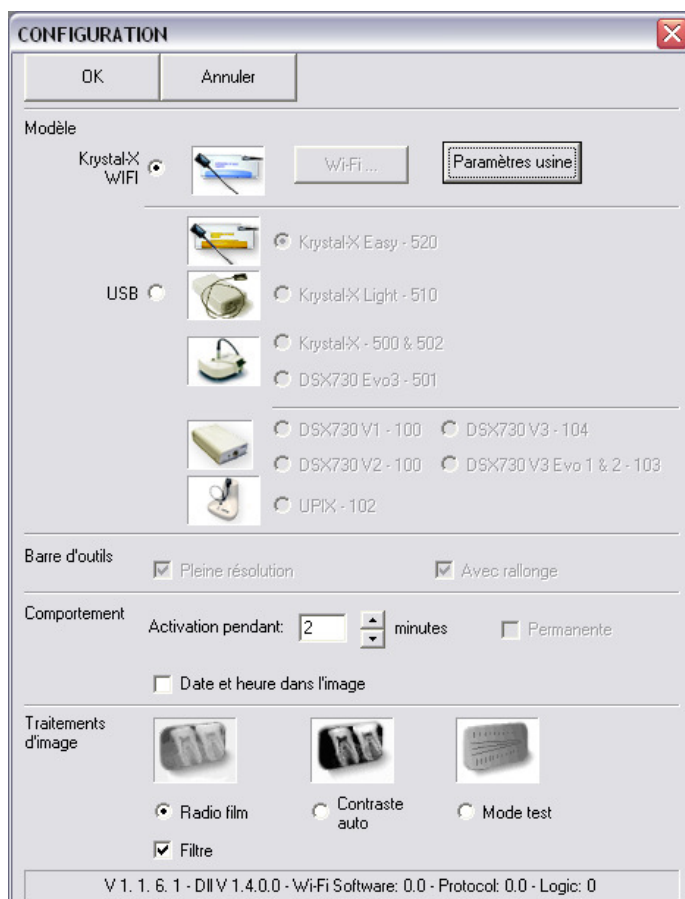 CONFIGURATION
OK Annuler
Modèle
Krystal-X WIFI Wi-Fi ... Paramètres usine
USB
Krystal-X Easy - 520
Krystal-X Light - 510
Krystal-X - 500 & 502
DSX730 Evo3 - 501
DSX730 V1 - 100 DSX730 V3 - 104
DSX730 V2 - 100 DSX730 V3 Evo 1 & 2 - 103
UPIX - 102
Barre d'outils
Pleine résolution Avec rallonge
Comportement
Activation pendant: 2 minutes Permanente
Date et heure dans l'image
Traitements
d'image
Radio film Contraste auto Mode test
Filtre
V 1. 1. 6. 1 - Dll V 1.4.0.0 - Wi-Fi Software: 0.0 - Protocol: 0.0 - Logic: 0